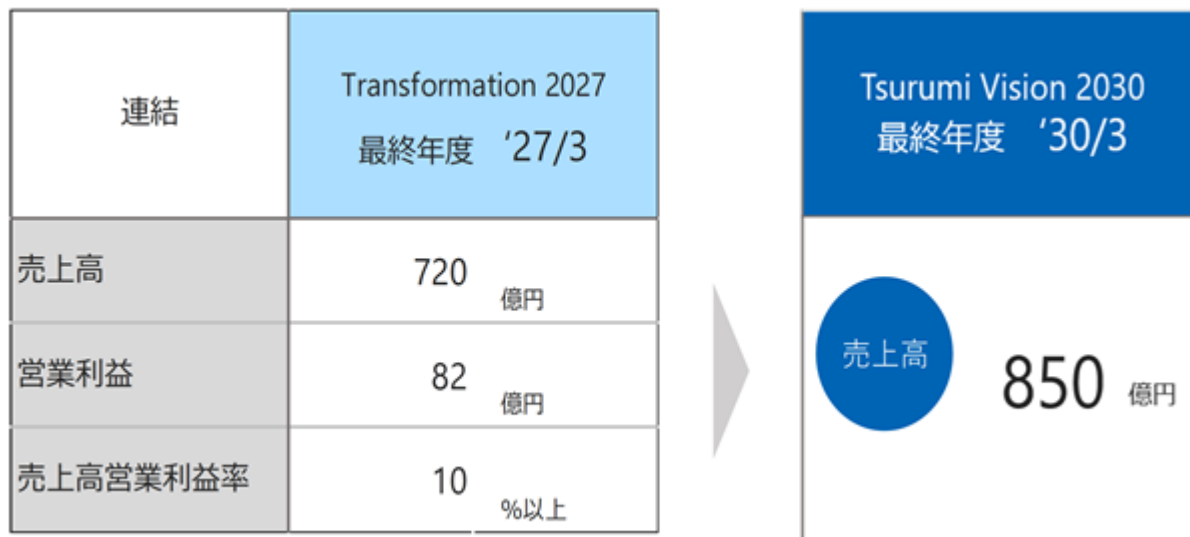 連結
Transformation 2027
最終年度 '27/3
売上高
720
億円
営業利益
82
億円
売上高営業利益率
10
%以上
Tsurumi Vision 2030
最終年度 '30/3
売上高
850 億円